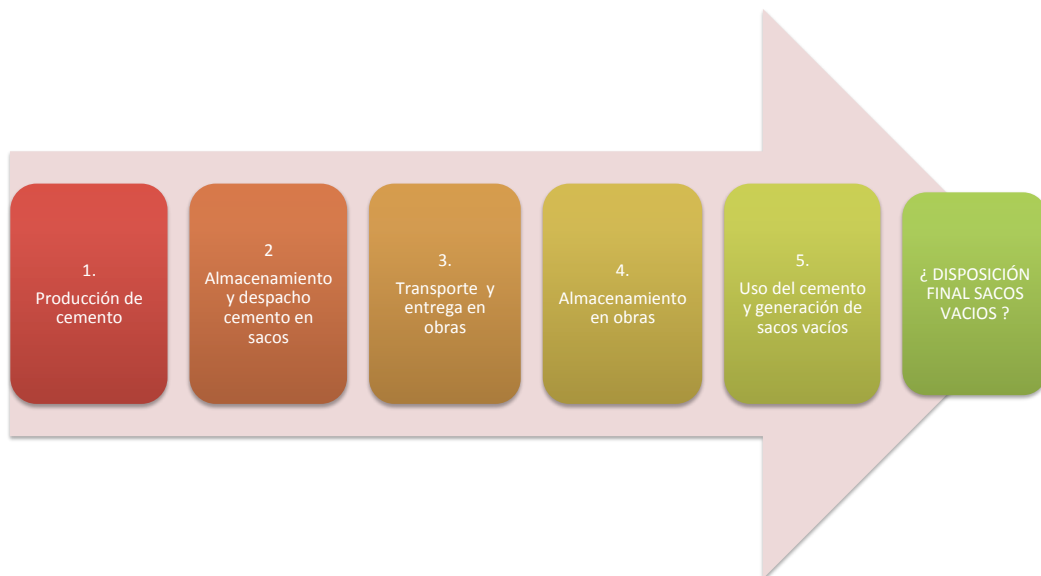 1.
Producción de
cemento
2
Almacenamiento
y despacho
cemento en
sacos
3.
Transporte y
entrega en
obras
4.
Almacenamiento
en obras
5.
Uso del cemento
y generación de
sacos vacíos
¿ DISPOSICIÓN
FINAL SACOS
VACIOS ?